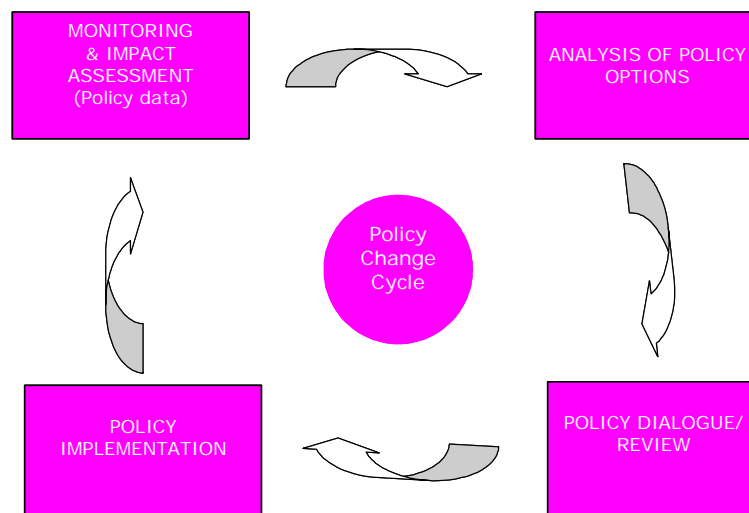 MONITORING
& IMPACT
ASSESSMENT
(Policy data)
ANALYSIS OF POLICY
OPTIONS
Policy
Change
Cycle
POLICY
IMPLEMENTATION
POLICY DIALOGUE/
REVIEW